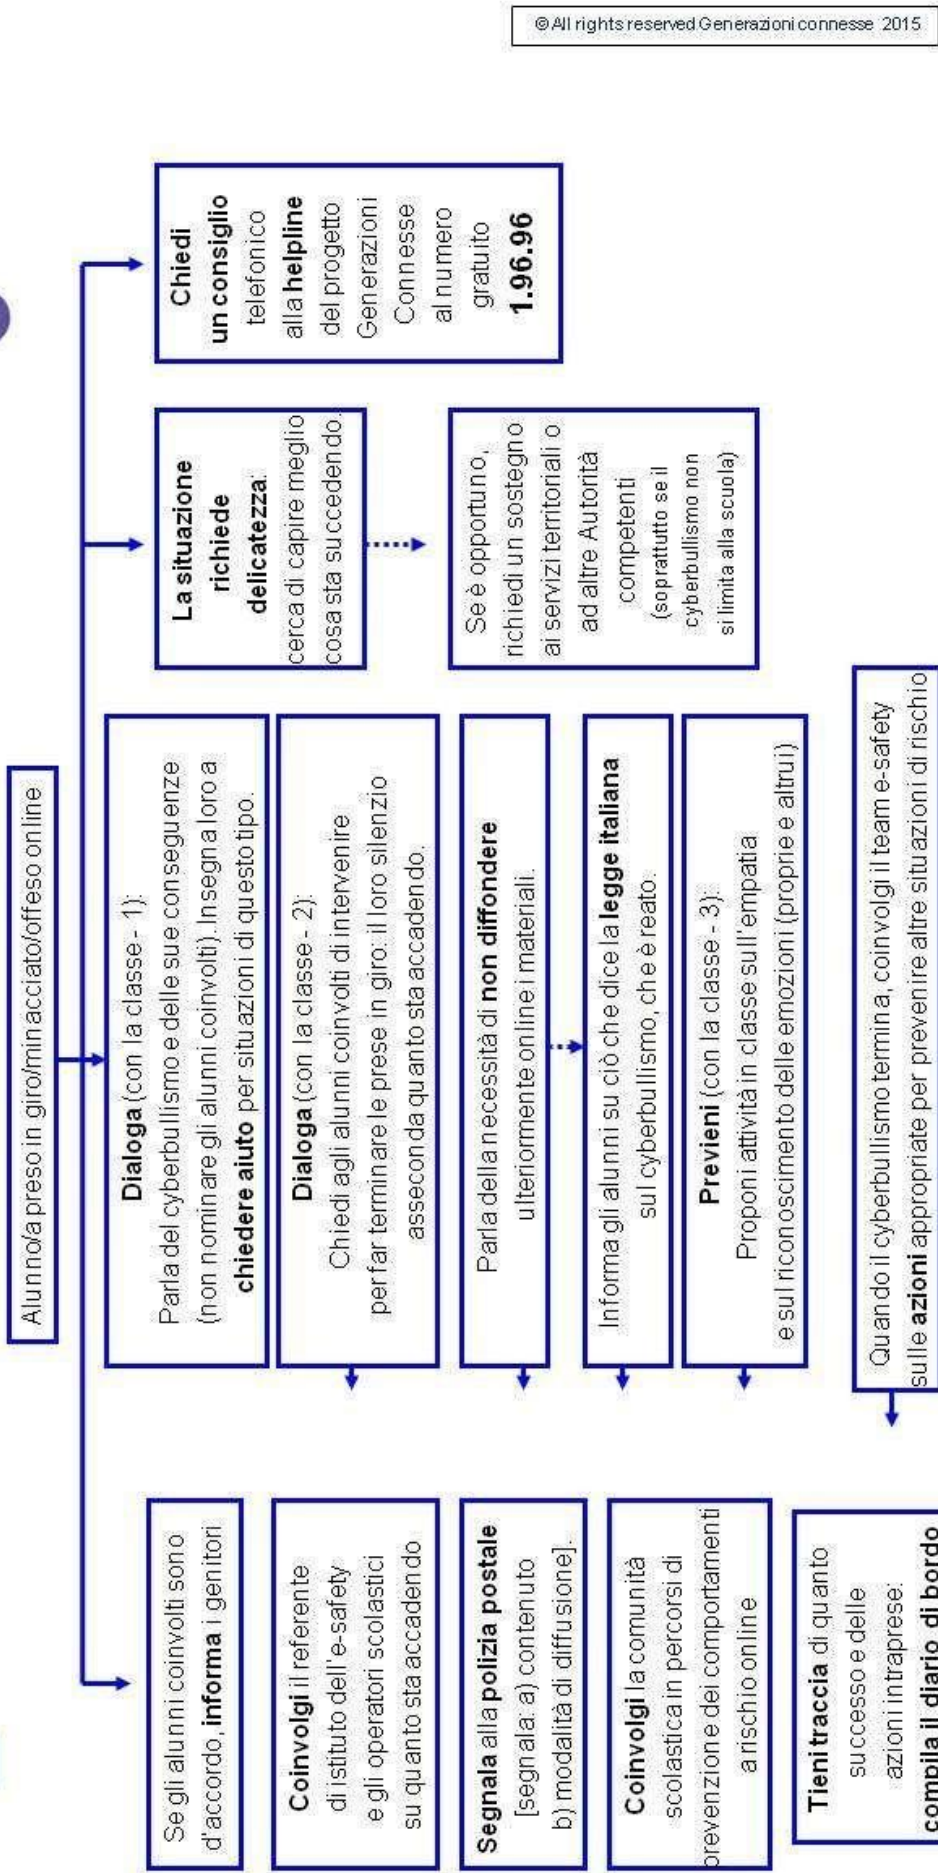 Alunno/a preso in giro/minacciato/offeso online
Se gli alunni coinvolti sono
d'accordo, informa i genitori
Coinvolgi il referente
di istituto dell'e-safety
e gli operatori scolastici
su quanto sta accadendo
Segnala alla polizia postale
[segnala: a) contenuto
b) modalità di diffusione].
Coinvolgi la comunità
scolastica in percorsi di
prevenzione dei comportamenti
a rischio online
Tieni traccia di quanto
successo e delle
azioni intraprese:
compila il diario di bordo
Dialoga (con la classe - 1):
Parla del cyberbullismo e delle sue conseguenze
(non nominare gli alunni coinvolti). Insegna loro a
chiedere aiuto per situazioni di questo tipo.
Dialoga (con la classe - 2):
Chiedi agli alunni coinvolti di intervenire
per far terminare le prese in giro: il loro silenzio
asseconda quanto sta accadendo.
Parla della necessità di non diffondere
ulteriormente online i materiali.
Informa gli alunni su ciò che dice la legge italiana
sul cyberbullismo, che è reato.
Previeni (con la classe - 3):
Proponi attività in classe sull'empatia
e sul riconoscimento delle emozioni (proprie e altrui)
Quando il cyberbullismo termina, coinvolgi il team e-safety
sulle azioni appropriate per prevenire altre situazioni di rischio
La situazione
richiede
delicatezza:
cerca di capire meglio
cosa sta succedendo.
Se è opportuno,
richiedi un sostegno
ai servizi territoriali o
ad altre Autorità
competenti
(soprattutto se il
cyberbullismo non
si limita alla scuola)
Chiedi
un consiglio
telefonico
alla helpline
del progetto
Generazioni
Connesse
al numero
gratuito
1.96.96
© All rights reserved Generazioni connesse 2015